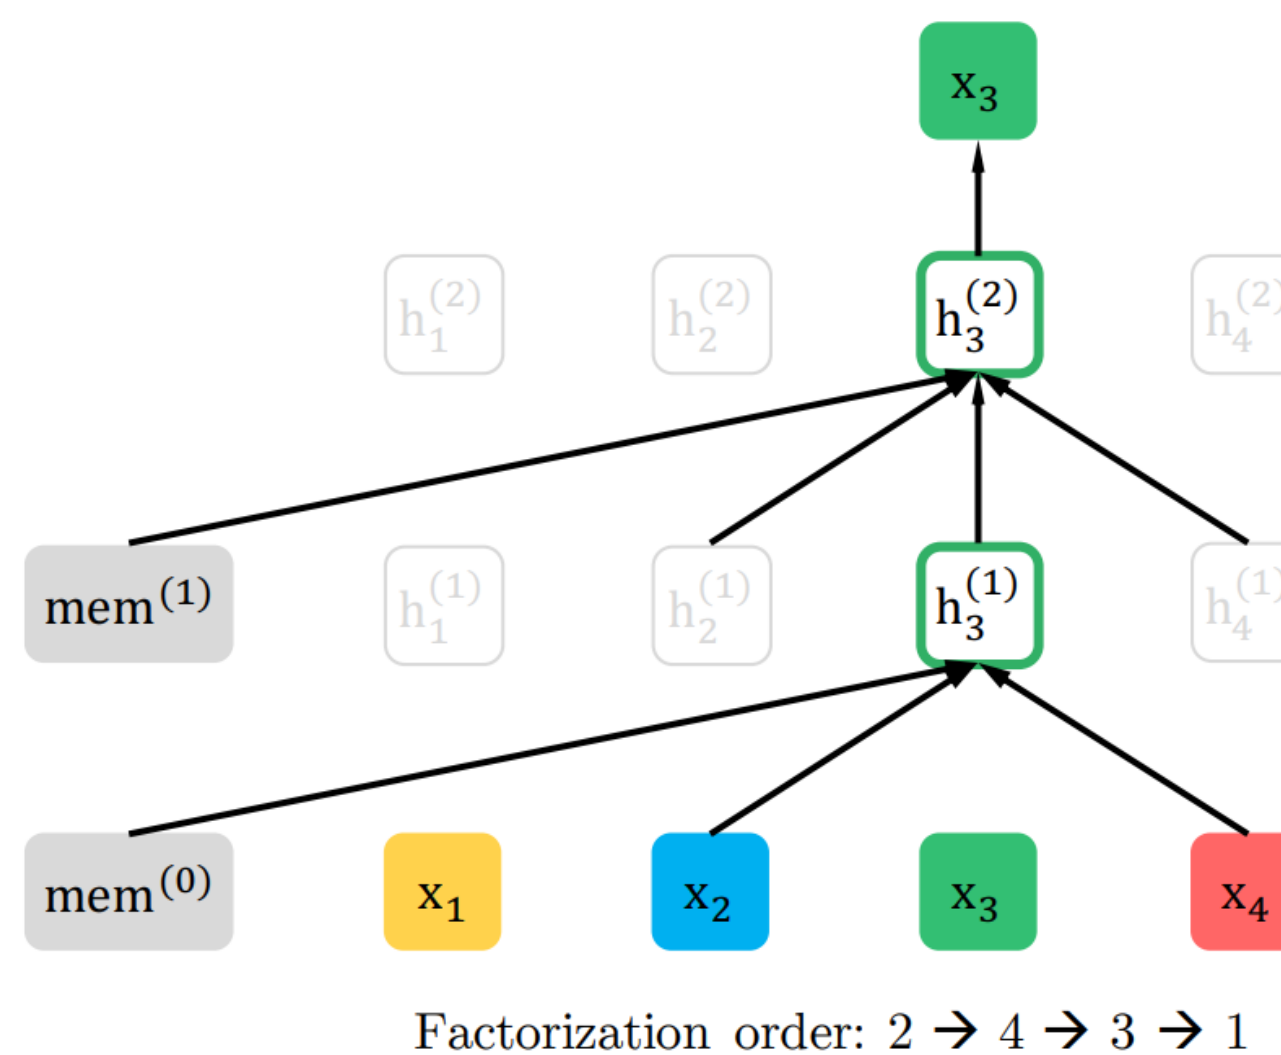 x₃
h₁⁽²⁾ h₂⁽²⁾ h₃⁽²⁾ h₄⁽²⁾
mem⁽¹⁾ h₁⁽¹⁾ h₂⁽¹⁾ h₃⁽¹⁾ h₄⁽¹⁾
mem⁽⁰⁾ x₁ x₂ x₃ x₄
Factorization order: 2 → 4 → 3 → 1